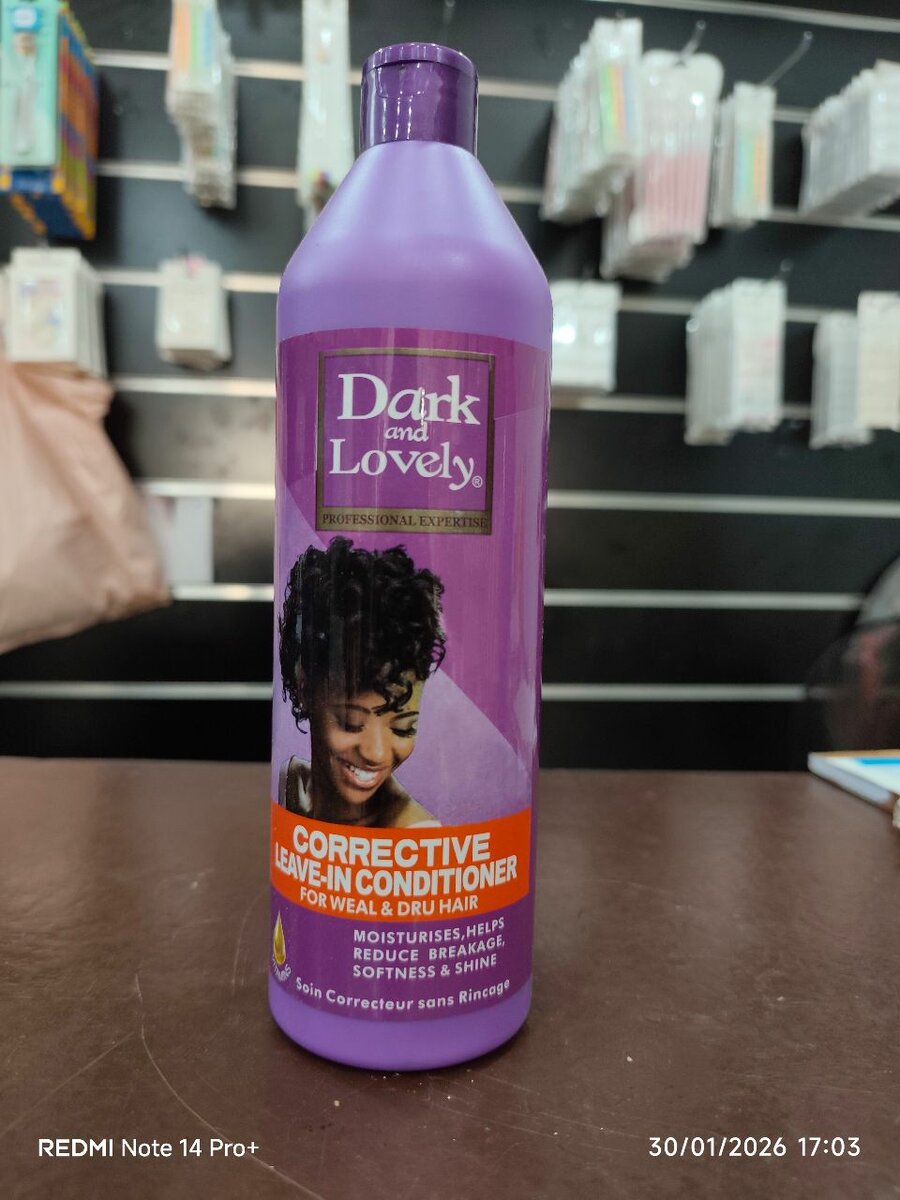 Dark
and
Lovely®
PROFESSIONAL EXPERTISE
CORRECTIVE
LEAVE-IN CONDITIONER
FOR WEAL & DRU HAIR
MOISTURISES,HELPS
REDUCE BREAKAGE,
SOFTNESS & SHINE
Soin Correcteur sans Rincage
REDMI Note 14 Pro+
30/01/2026 17:03